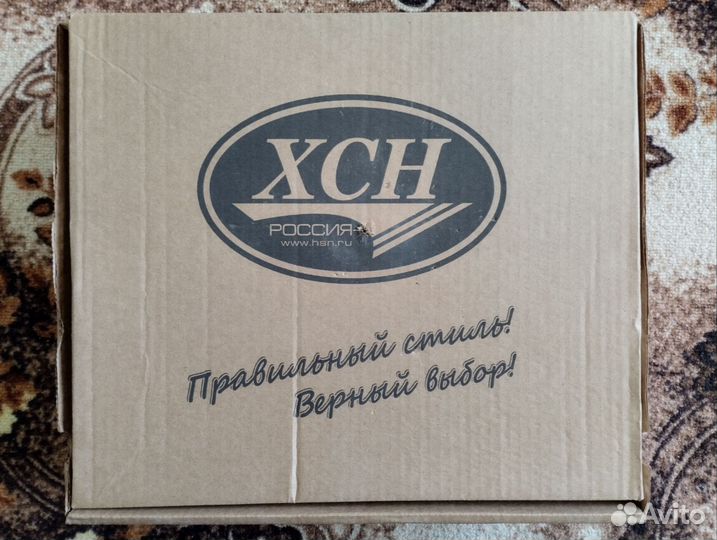 ХСН
РОССИЯ
www.hsn.ru
Правильный стиль!
Верный выбор!
Avito